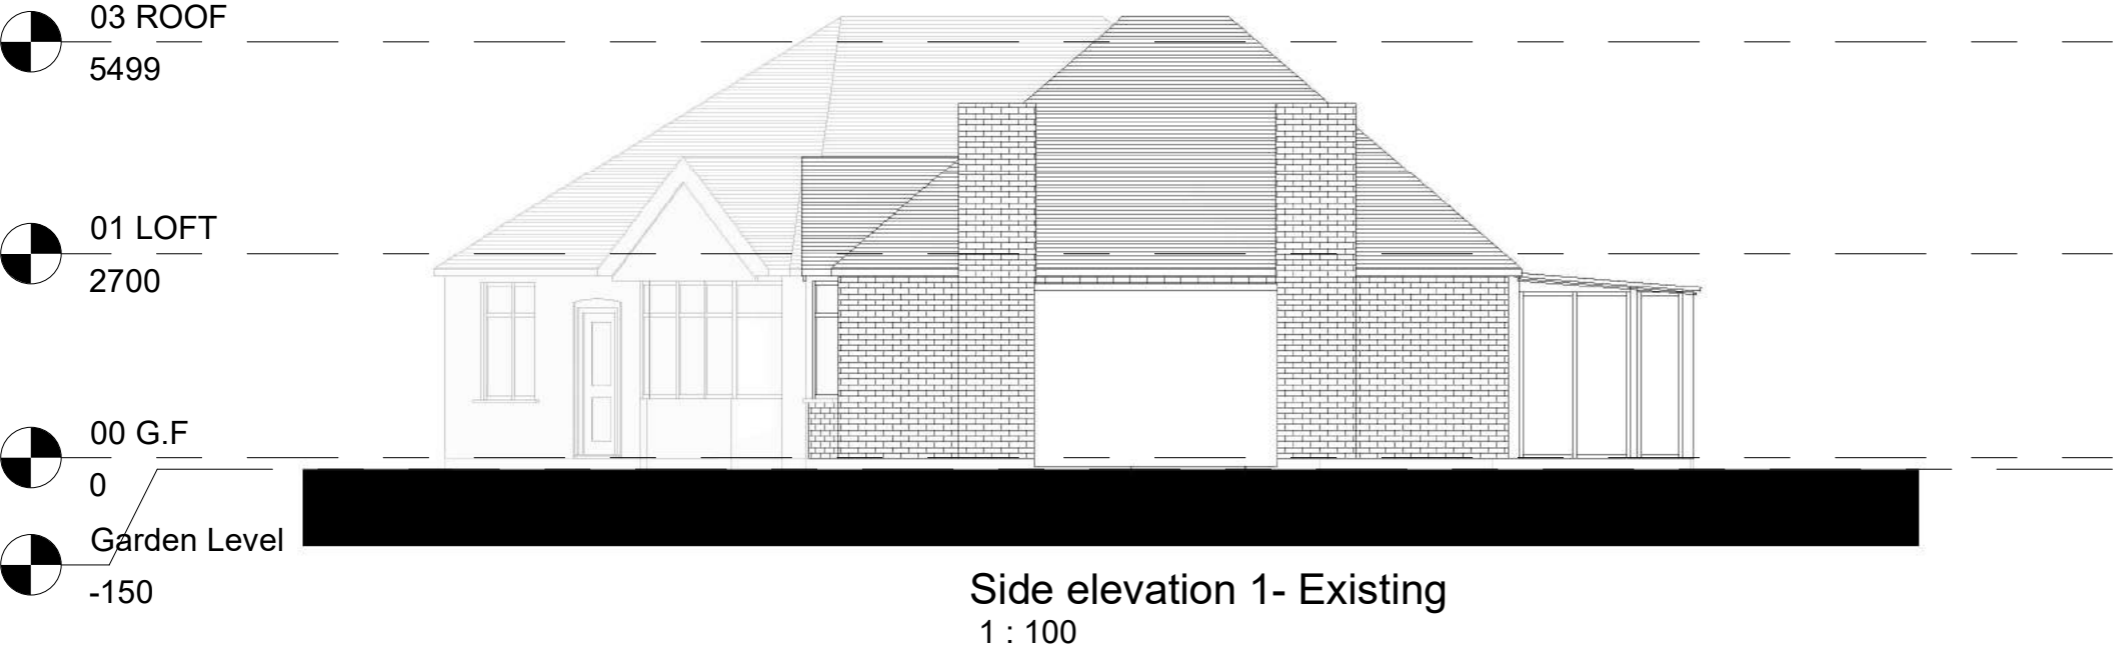 03 ROOF
5499
01 LOFT
2700
00 G.F
0
Garden Level
-150
Side elevation 1- Existing
1 : 100